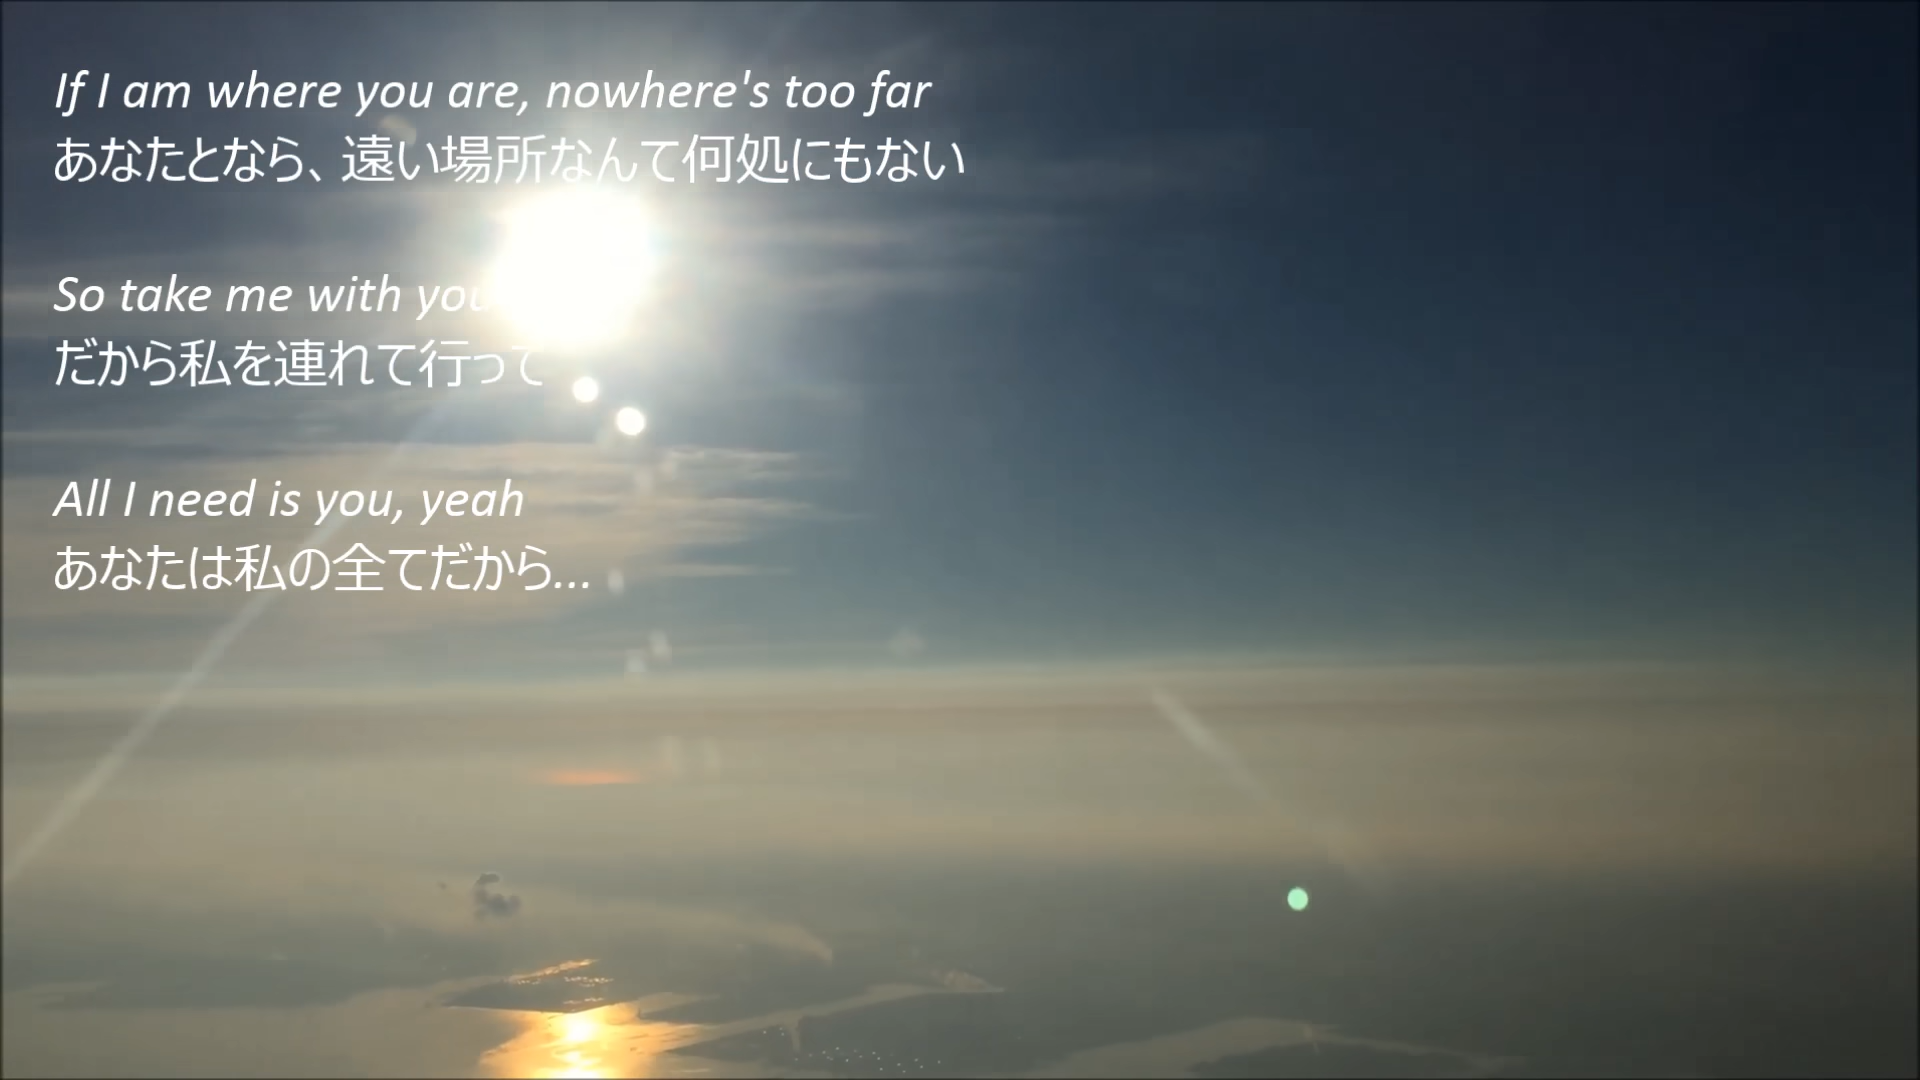 If I am where you are, nowhere's too far
あなたとなら、遠い場所なんて何処にもない
So take me with you
だから私を連れて行って
All I need is you, yeah
あなたは私の全てだから...